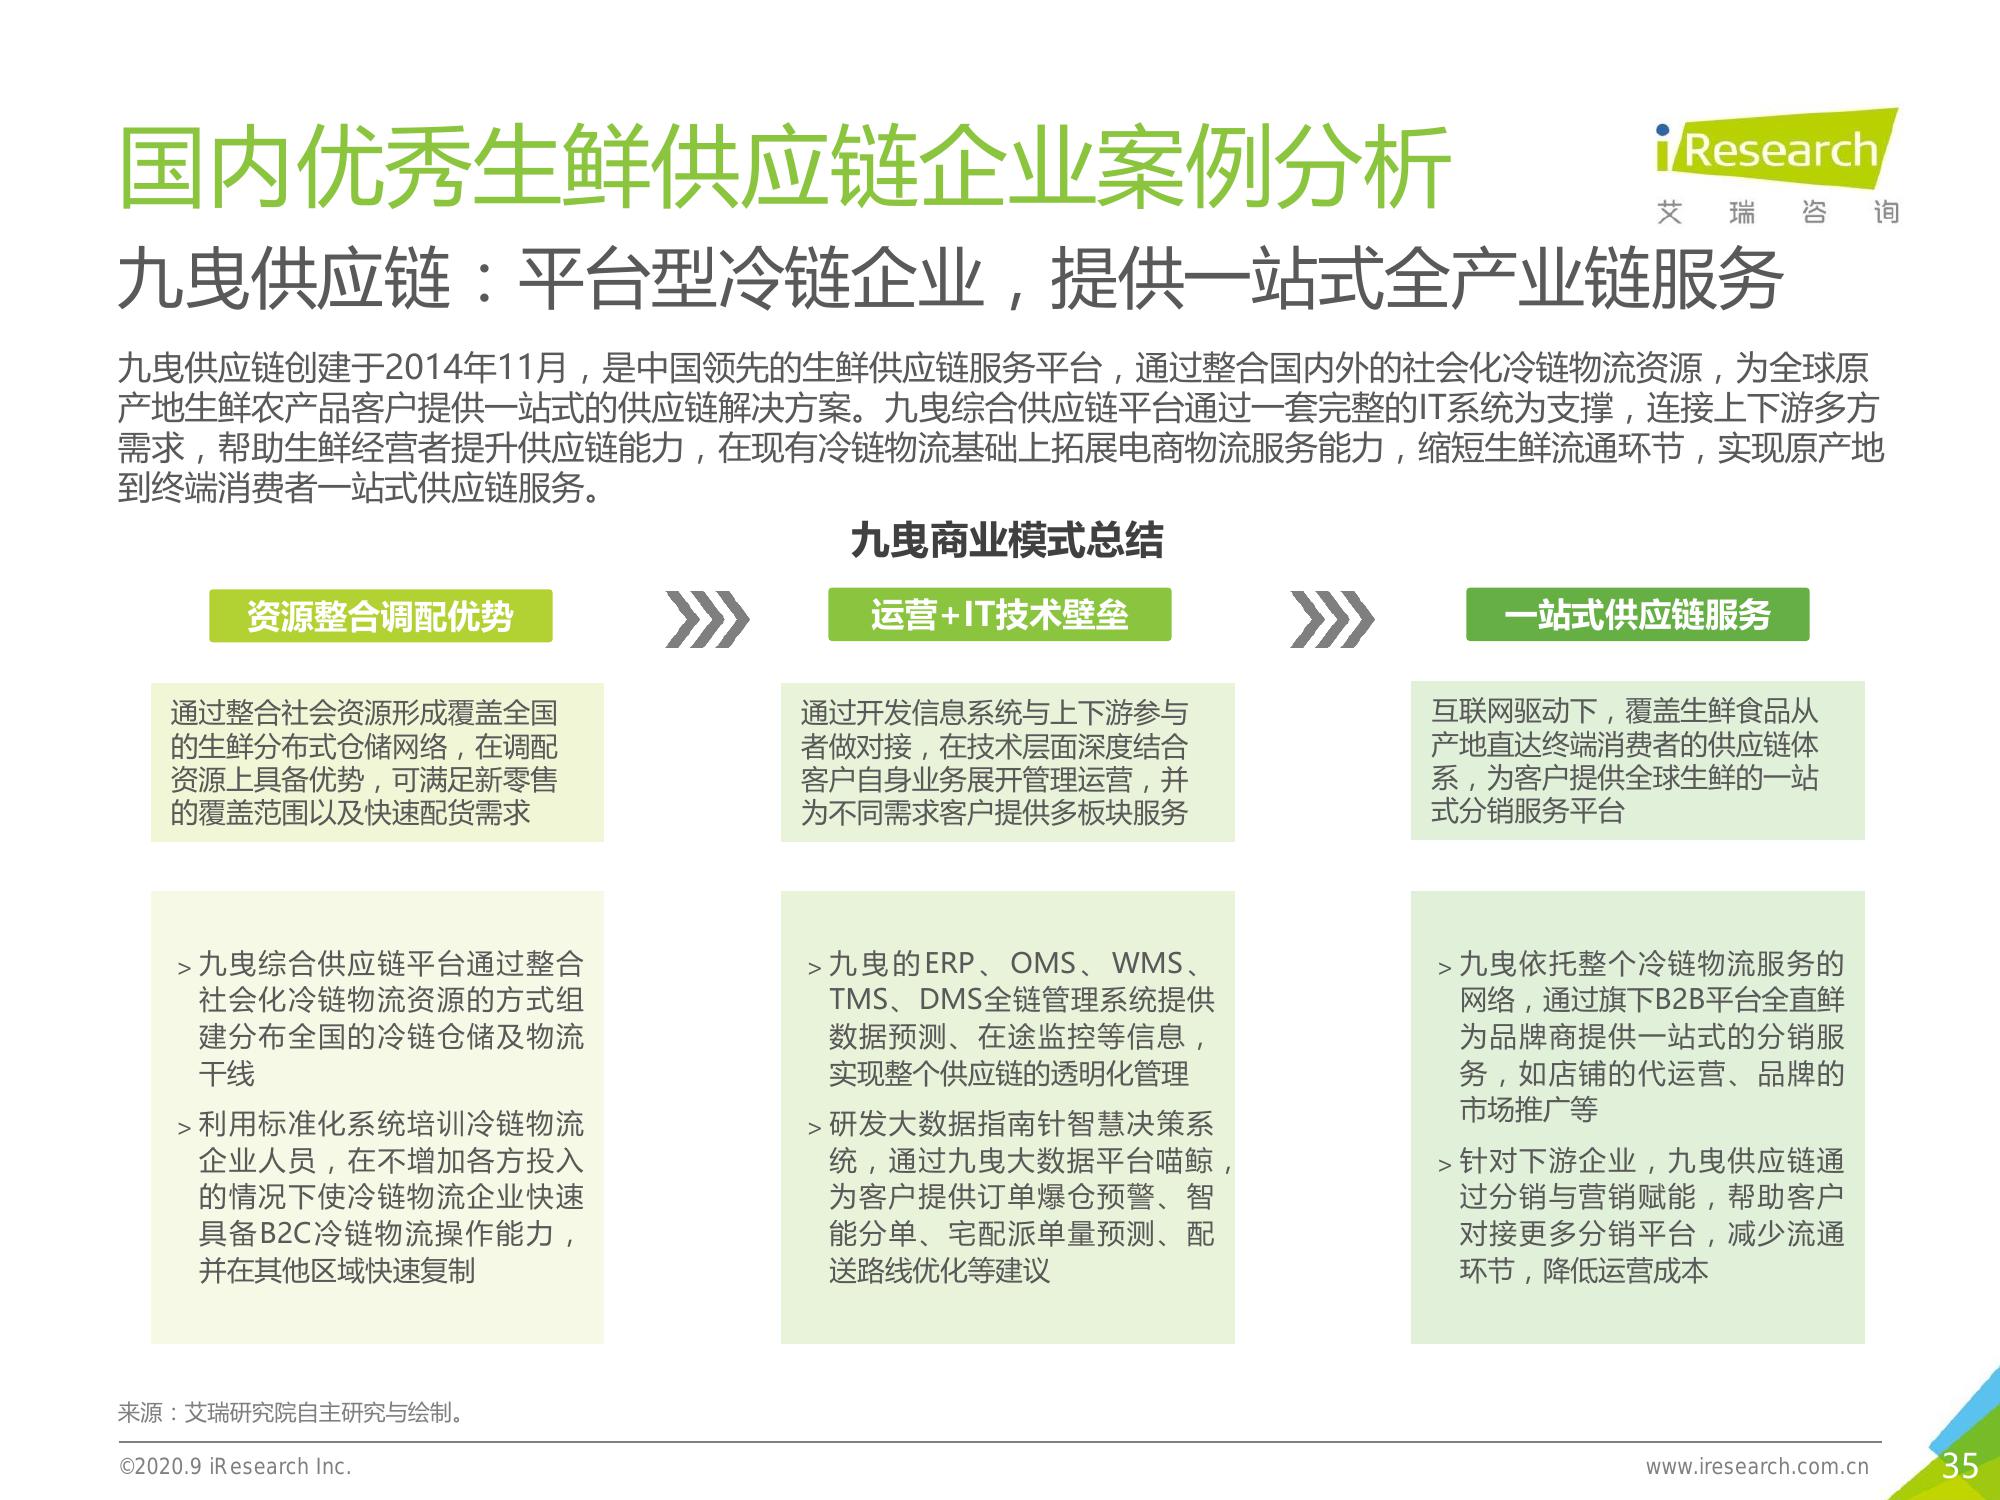 国内优秀生鲜供应链企业案例分析
iResearch
艾瑞咨询
九曳供应链：平台型冷链企业，提供一站式全产业链服务
九曳供应链创建于2014年11月，是中国领先的生鲜供应链服务平台，通过整合国内外的社会化冷链物流资源，为全球原
产地生鲜农产品客户提供一站式的供应链解决方案。九曳综合供应链平台通过一套完整的IT系统为支撑，连接上下游多方
需求，帮助生鲜经营者提升供应链能力，在现有冷链物流基础上拓展电商物流服务能力，缩短生鲜流通环节，实现原产地
到终端消费者一站式供应链服务。
九曳商业模式总结
资源整合调配优势
通过整合社会资源形成覆盖全国
的生鲜分布式仓储网络，在调配
资源上具备优势，可满足新零售
的覆盖范围以及快速配货需求
> 九曳综合供应链平台通过整合
社会化冷链物流资源的方式组
建分布全国的冷链仓储及物流
干线
> 利用标准化系统培训冷链物流
企业人员，在不增加各方投入
的情况下使冷链物流企业快速
具备B2C冷链物流操作能力，
并在其他区域快速复制
运营+IT技术壁垒
通过开发信息系统与上下游参与
者做对接，在技术层面深度结合
客户自身业务展开管理运营，并
为不同需求客户提供多板块服务
> 九曳的ERP、OMS、WMS、
TMS、DMS全链管理系统提供
数据预测、在途监控等信息，
实现整个供应链的透明化管理
> 研发大数据指南针智慧决策系
统，通过九曳大数据平台喵鲸，
为客户提供订单爆仓预警、智
能分单、宅配派单量预测、配
送路线优化等建议
一站式供应链服务
互联网驱动下，覆盖生鲜食品从
产地直达终端消费者的供应链体
系，为客户提供全球生鲜的一站
式分销服务平台
> 九曳依托整个冷链物流服务的
网络，通过旗下B2B平台全直鲜
为品牌商提供一站式的分销服
务，如店铺的代运营、品牌的
市场推广等
> 针对下游企业，九曳供应链通
过分销与营销赋能，帮助客户
对接更多分销平台，减少流通
环节，降低运营成本
来源：艾瑞研究院自主研究与绘制。
©2020.9 iResearch Inc.
www.iresearch.com.cn
35